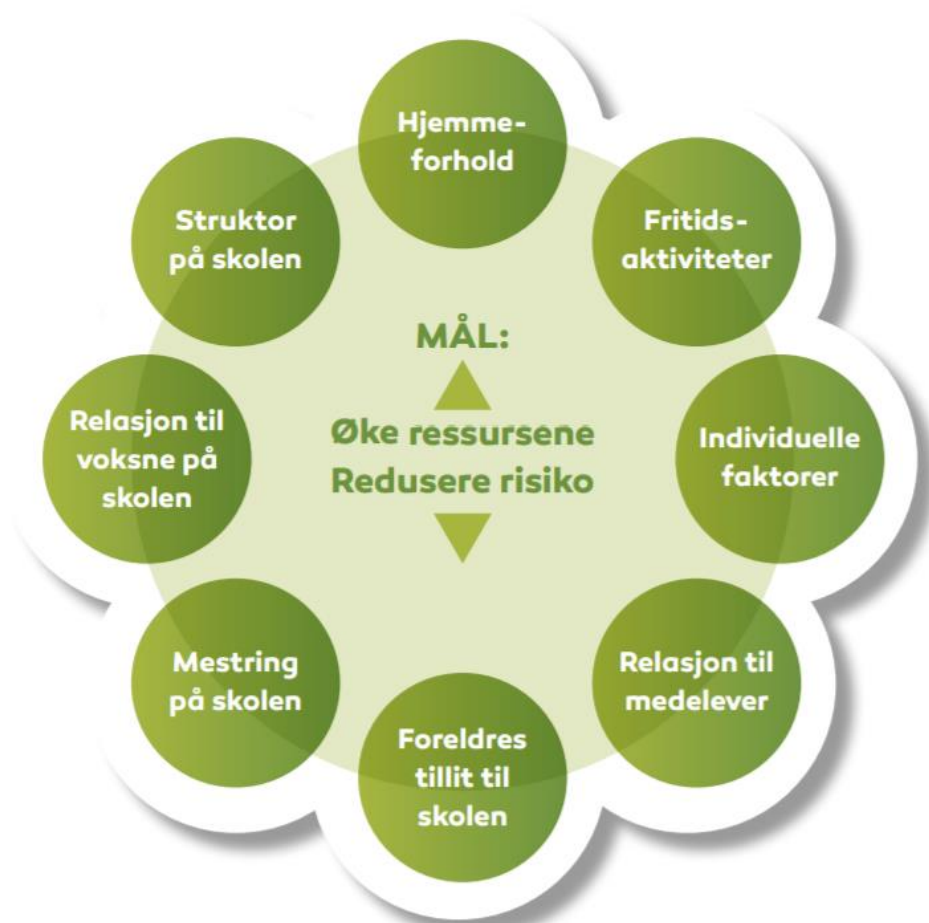 Hjemme-
forhold
Fritids-
aktiviteter
Individuelle
faktorer
Relasjon til
medelever
Foreldres
tillit til
skolen
Mestring
på skolen
Relasjon til
voksne på
skolen
Struktor
på skolen
MÅL:
Øke ressursene
Redusere risiko